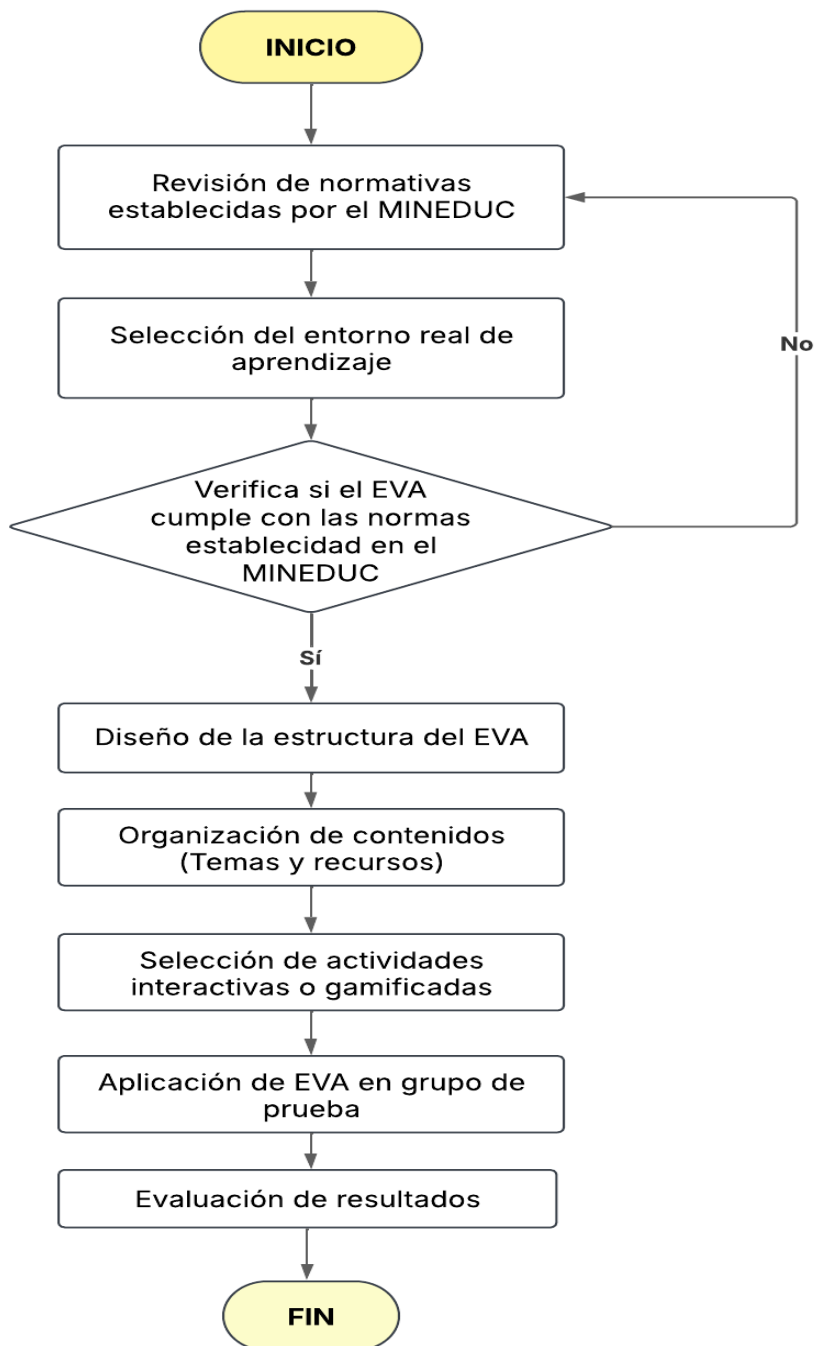 INICIO
Revisión de normativas
establecidas por el MINEDUC
Selección del entorno real de
aprendizaje
No
Verifica si el EVA
cumple con las normas
establecidad en el
MINEDUC
Sí
Diseño de la estructura del EVA
Organización de contenidos
(Temas y recursos)
Selección de actividades
interactivas o gamificadas
Aplicación de EVA en grupo de
prueba
Evaluación de resultados
FIN